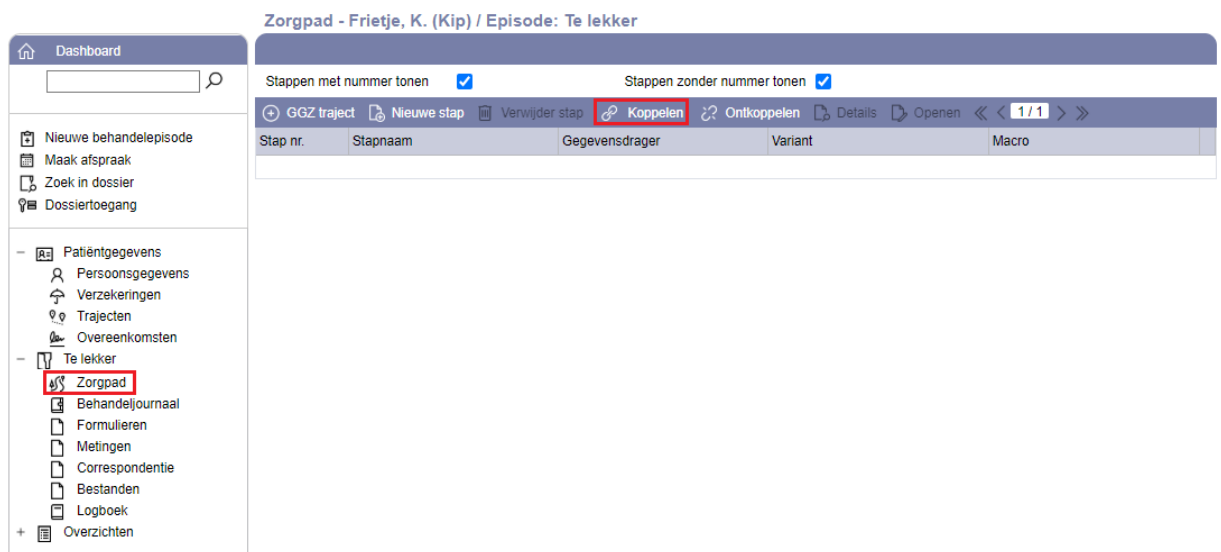 Zorgpad - Frietje, K. (Kip) / Episode: Te lekker
Dashboard
Stappen met nummer tonen Stappen zonder nummer tonen
GGZ traject Nieuwe stap Verwijder stap Koppelen Ontkoppelen Details Openen 1 / 1
Stap nr. Stapnaam Gegevensdrager Variant Macro
Nieuwe behandelepisode
Maak afspraak
Zoek in dossier
Dossiertoegang
Patiëntgegevens
Persoonsgegevens
Verzekeringen
Trajecten
Overeenkomsten
Te lekker
Zorgpad
Behandeljournaal
Formulieren
Metingen
Correspondentie
Bestanden
Logboek
Overzichten